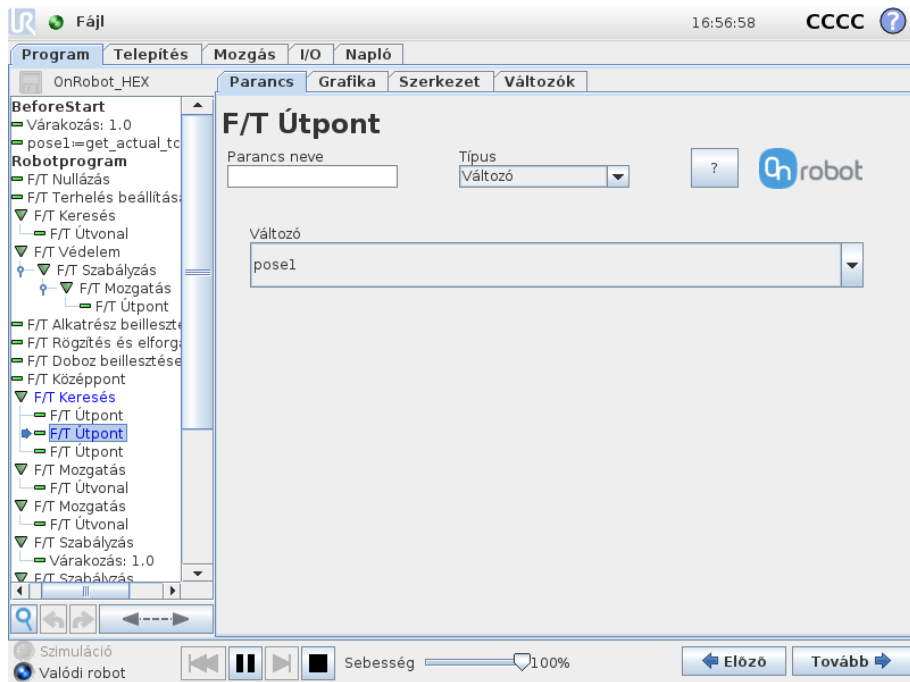 Fájl
16:56:58
CCCC
?
Program Telepítés Mozgás I/O Napló
OnRobot_HEX
Parancs Grafika Szerkezet Változók
BeforeStart
Várakozás: 1.0
pose1≔get_actual_tc
Robotprogram
F/T Nullázás
F/T Terhelés beállítás
F/T Keresés
F/T Útvonal
F/T Védelem
F/T Szabályzás
F/T Mozgatás
F/T Útpont
F/T Alkatrész beilleszté
F/T Rögzítés és elforga
F/T Doboz beillesztése
F/T Középpont
F/T Keresés
F/T Útpont
F/T Útpont
F/T Útpont
F/T Mozgatás
F/T Útvonal
F/T Mozgatás
F/T Útvonal
F/T Szabályzás
Várakozás: 1.0
F/T Szabályzás
F/T Útpont
Parancs neve
Típus
Változó
?
On robot
Változó
pose1
Szimuláció
Valódi robot
Sebesség
100%
Előző
Tovább